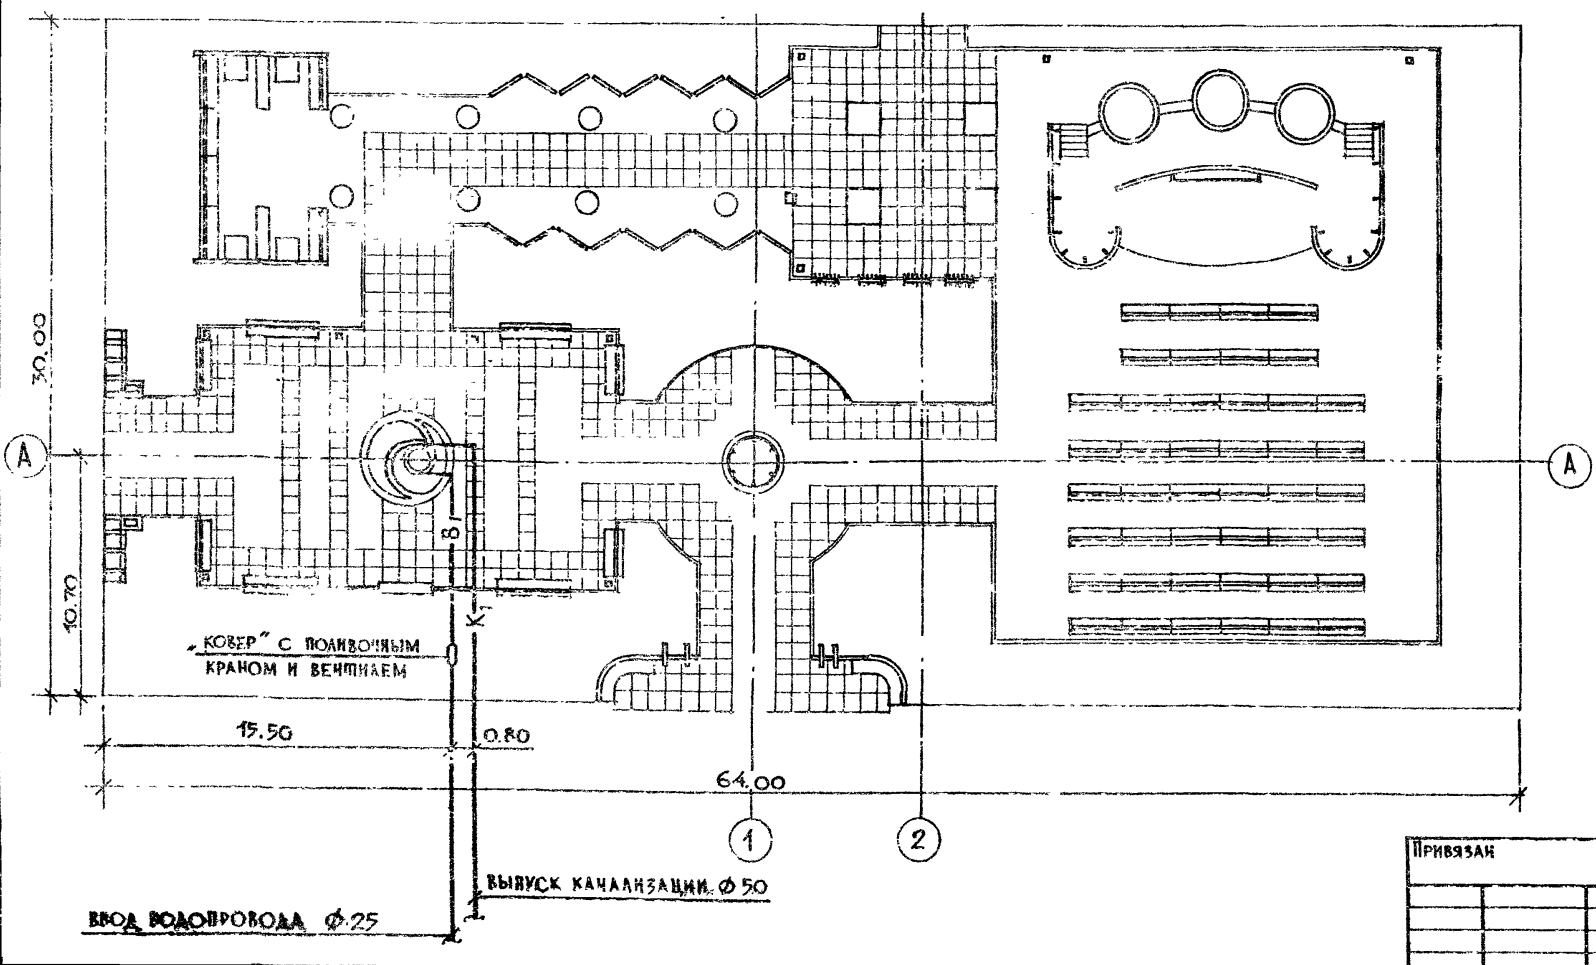 30.00
А
А
10.70
В1
К1
„КОВЕР" С ПОЛИВОЧНЫМ
КРАНОМ И ВЕНТИЛЕМ
15.50
0.80
64.00
1
2
ПРИВЯЗАН
ВЫПУСК КАНАЛИЗАЦИИ Ø 50
ВВОД ВОДОПРОВОДА Ø 25